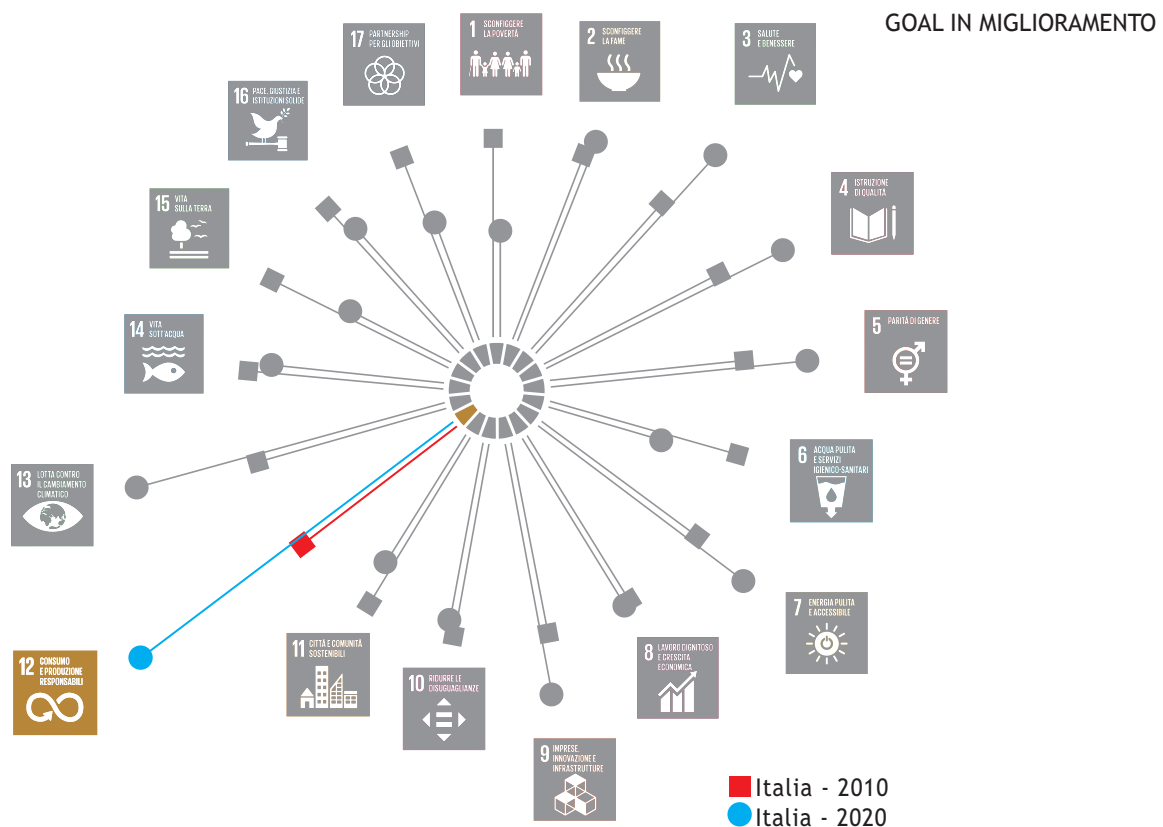 GOAL IN MIGLIORAMENTO
1 SCONFIGGERE
LA POVERTÀ
2 SCONFIGGERE
LA FAME
3 SALUTE
E BENESSERE
4 ISTRUZIONE
DI QUALITÀ
5 PARITÀ DI GENERE
6 ACQUA PULITA
E SERVIZI
IGIENICO-SANITARI
7 ENERGIA PULITA
E ACCESSIBILE
8 LAVORO DIGNITOSO
E CRESCITA
ECONOMICA
9 IMPRESE,
INNOVAZIONE E
INFRASTRUTTURE
10 RIDURRE LE
DISUGUAGLIANZE
11 CITTÀ E COMUNITÀ
SOSTENIBILI
12 CONSUMO
E PRODUZIONE
RESPONSABILI
13 LOTTA CONTRO
IL CAMBIAMENTO
CLIMATICO
14 VITA
SOTT'ACQUA
15 VITA
SULLA TERRA
16 PACE, GIUSTIZIA E
ISTITUZIONI SOLIDE
17 PARTNERSHIP
PER GLI OBIETTIVI
Italia - 2010
Italia - 2020